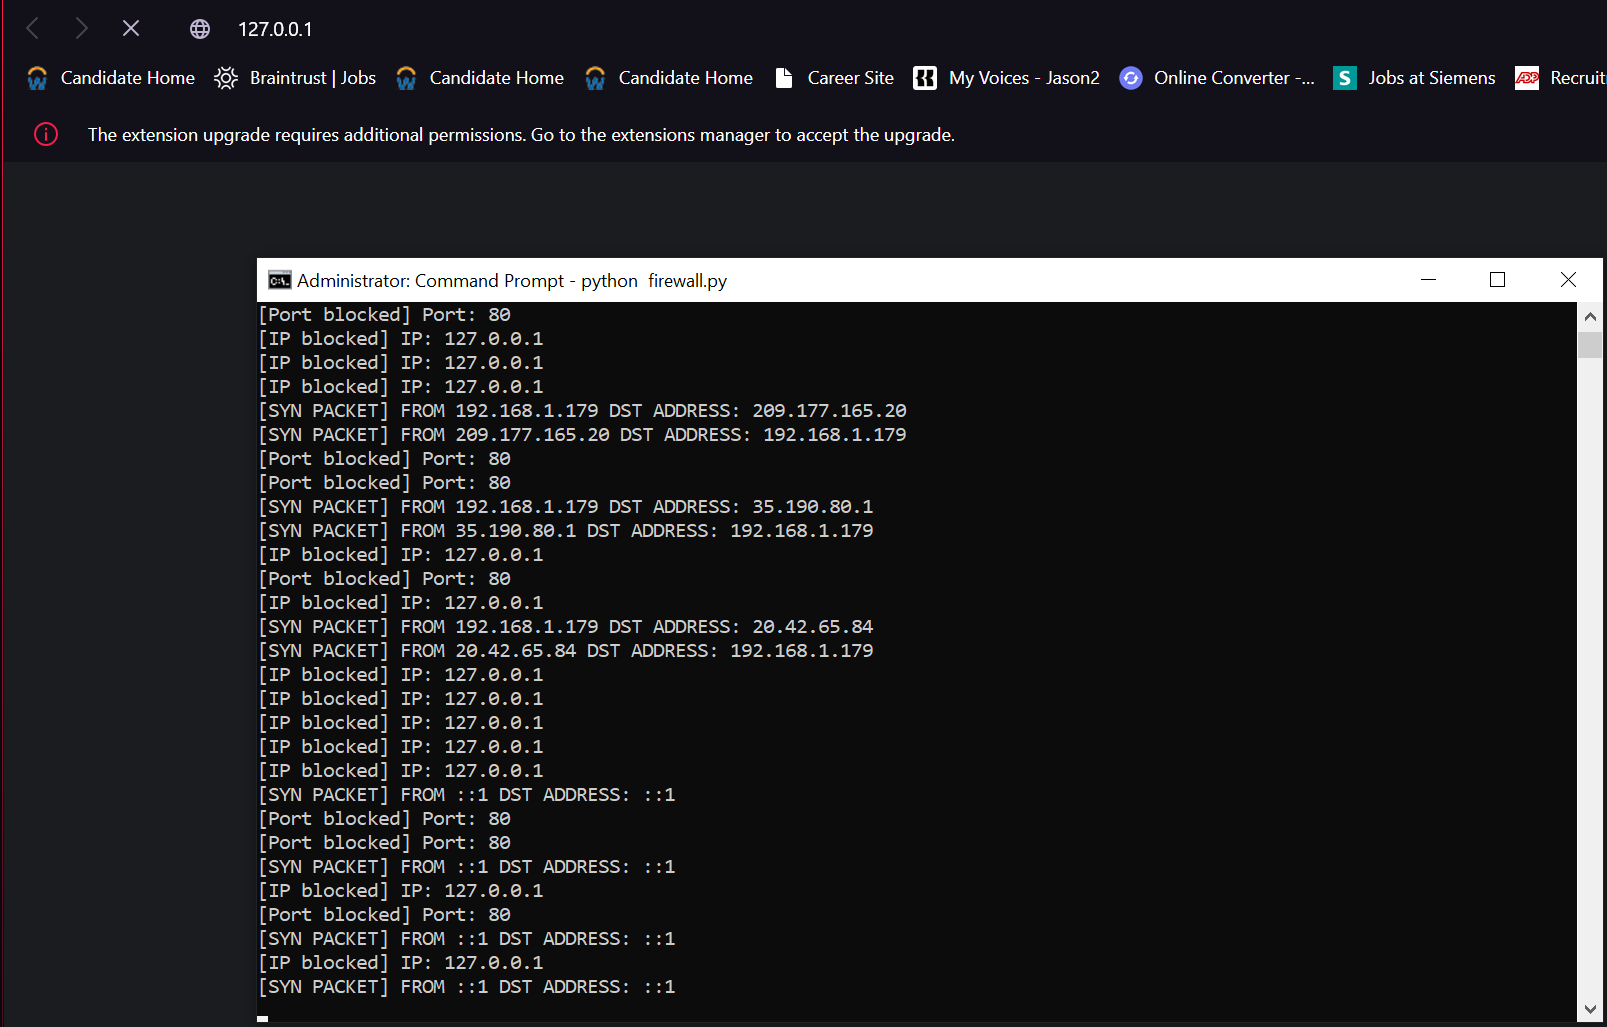 127.0.0.1
Candidate Home Braintrust | Jobs Candidate Home Candidate Home Career Site My Voices - Jason2 Online Converter -... S Jobs at Siemens ADP Recruit
The extension upgrade requires additional permissions. Go to the extensions manager to accept the upgrade.
C:\. Administrator: Command Prompt - python  firewall.py
[Port blocked] Port: 80
[IP blocked] IP: 127.0.0.1
[IP blocked] IP: 127.0.0.1
[IP blocked] IP: 127.0.0.1
[SYN PACKET] FROM 192.168.1.179 DST ADDRESS: 209.177.165.20
[SYN PACKET] FROM 209.177.165.20 DST ADDRESS: 192.168.1.179
[Port blocked] Port: 80
[Port blocked] Port: 80
[SYN PACKET] FROM 192.168.1.179 DST ADDRESS: 35.190.80.1
[SYN PACKET] FROM 35.190.80.1 DST ADDRESS: 192.168.1.179
[IP blocked] IP: 127.0.0.1
[Port blocked] Port: 80
[IP blocked] IP: 127.0.0.1
[SYN PACKET] FROM 192.168.1.179 DST ADDRESS: 20.42.65.84
[SYN PACKET] FROM 20.42.65.84 DST ADDRESS: 192.168.1.179
[IP blocked] IP: 127.0.0.1
[IP blocked] IP: 127.0.0.1
[IP blocked] IP: 127.0.0.1
[IP blocked] IP: 127.0.0.1
[IP blocked] IP: 127.0.0.1
[SYN PACKET] FROM ::1 DST ADDRESS: ::1
[Port blocked] Port: 80
[Port blocked] Port: 80
[SYN PACKET] FROM ::1 DST ADDRESS: ::1
[IP blocked] IP: 127.0.0.1
[Port blocked] Port: 80
[SYN PACKET] FROM ::1 DST ADDRESS: ::1
[IP blocked] IP: 127.0.0.1
[SYN PACKET] FROM ::1 DST ADDRESS: ::1